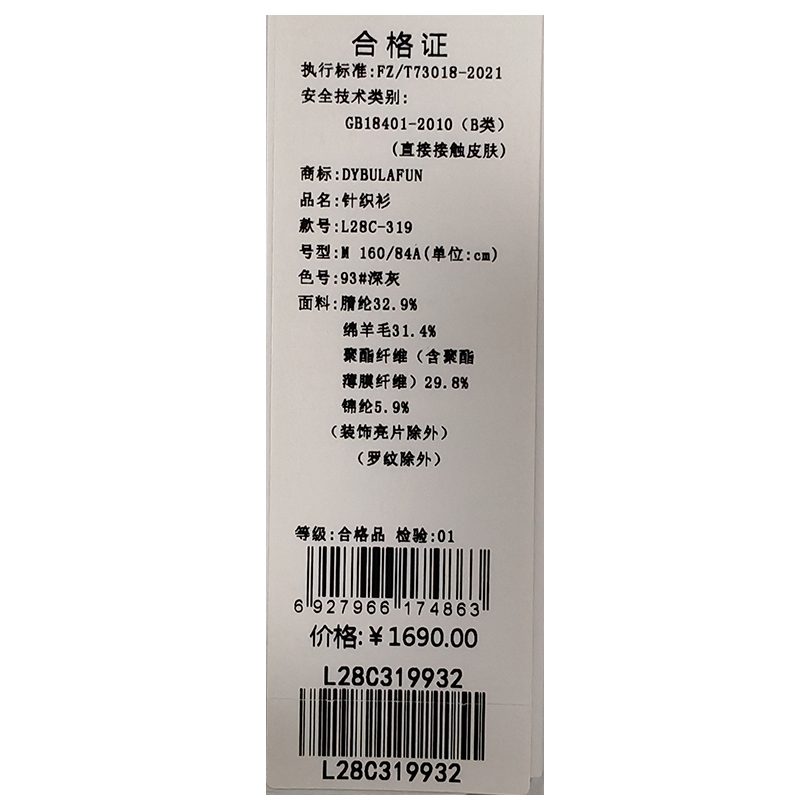 合格证
执行标准:FZ/T73018-2021
安全技术类别:
GB18401-2010（B类）
(直接接触皮肤)
商标:DYBULAFUN
品名:针织衫
款号:L28C-319
号型:M 160/84A(单位:cm)
色号:93#深灰
面料:腈纶32.9%
绵羊毛31.4%
聚酯纤维（含聚酯
薄膜纤维）29.8%
锦纶5.9%
（装饰亮片除外）
（罗纹除外）
等级:合格品 检验:01
6 927966 174863
价格:￥1690.00
L28C319932
L28C319932